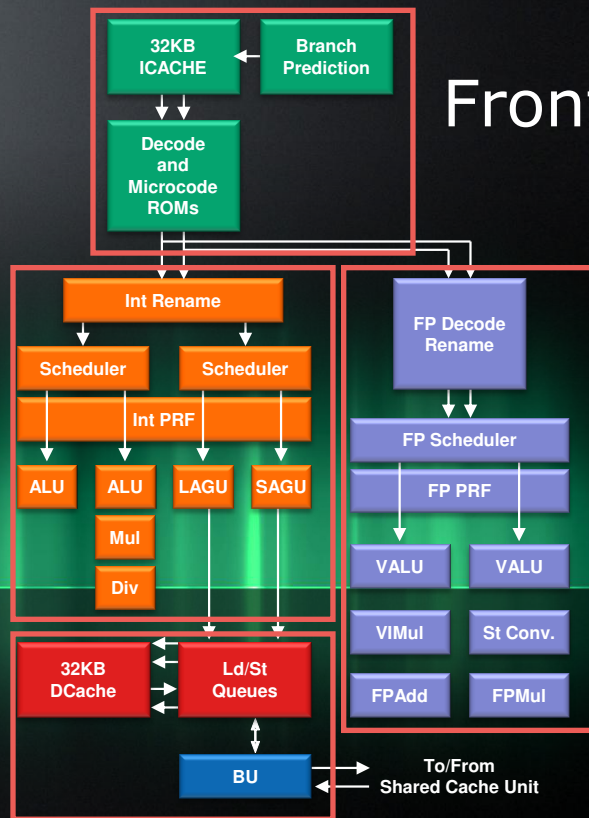 32KB
ICACHE
Branch
Prediction
Front
Decode
and
Microcode
ROMs
Int Rename
Scheduler
Scheduler
Int PRF
ALU
ALU
LAGU
SAGU
Mul
Div
FP Decode
Rename
FP Scheduler
FP PRF
VALU
VALU
VIMul
St Conv.
FPAdd
FPMul
32KB
DCache
Ld/St
Queues
BU
To/From
Shared Cache Unit